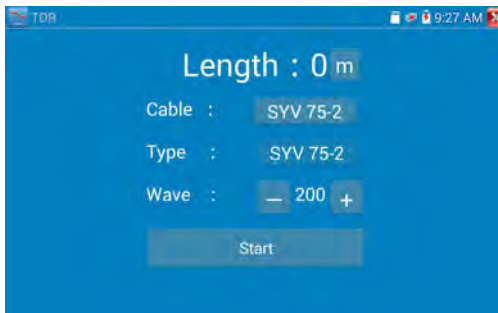 TDR 9:27 AM
Length : 0 m
Cable : SYV 75-2
Type : SYV 75-2
Wave : — 200 +
Start